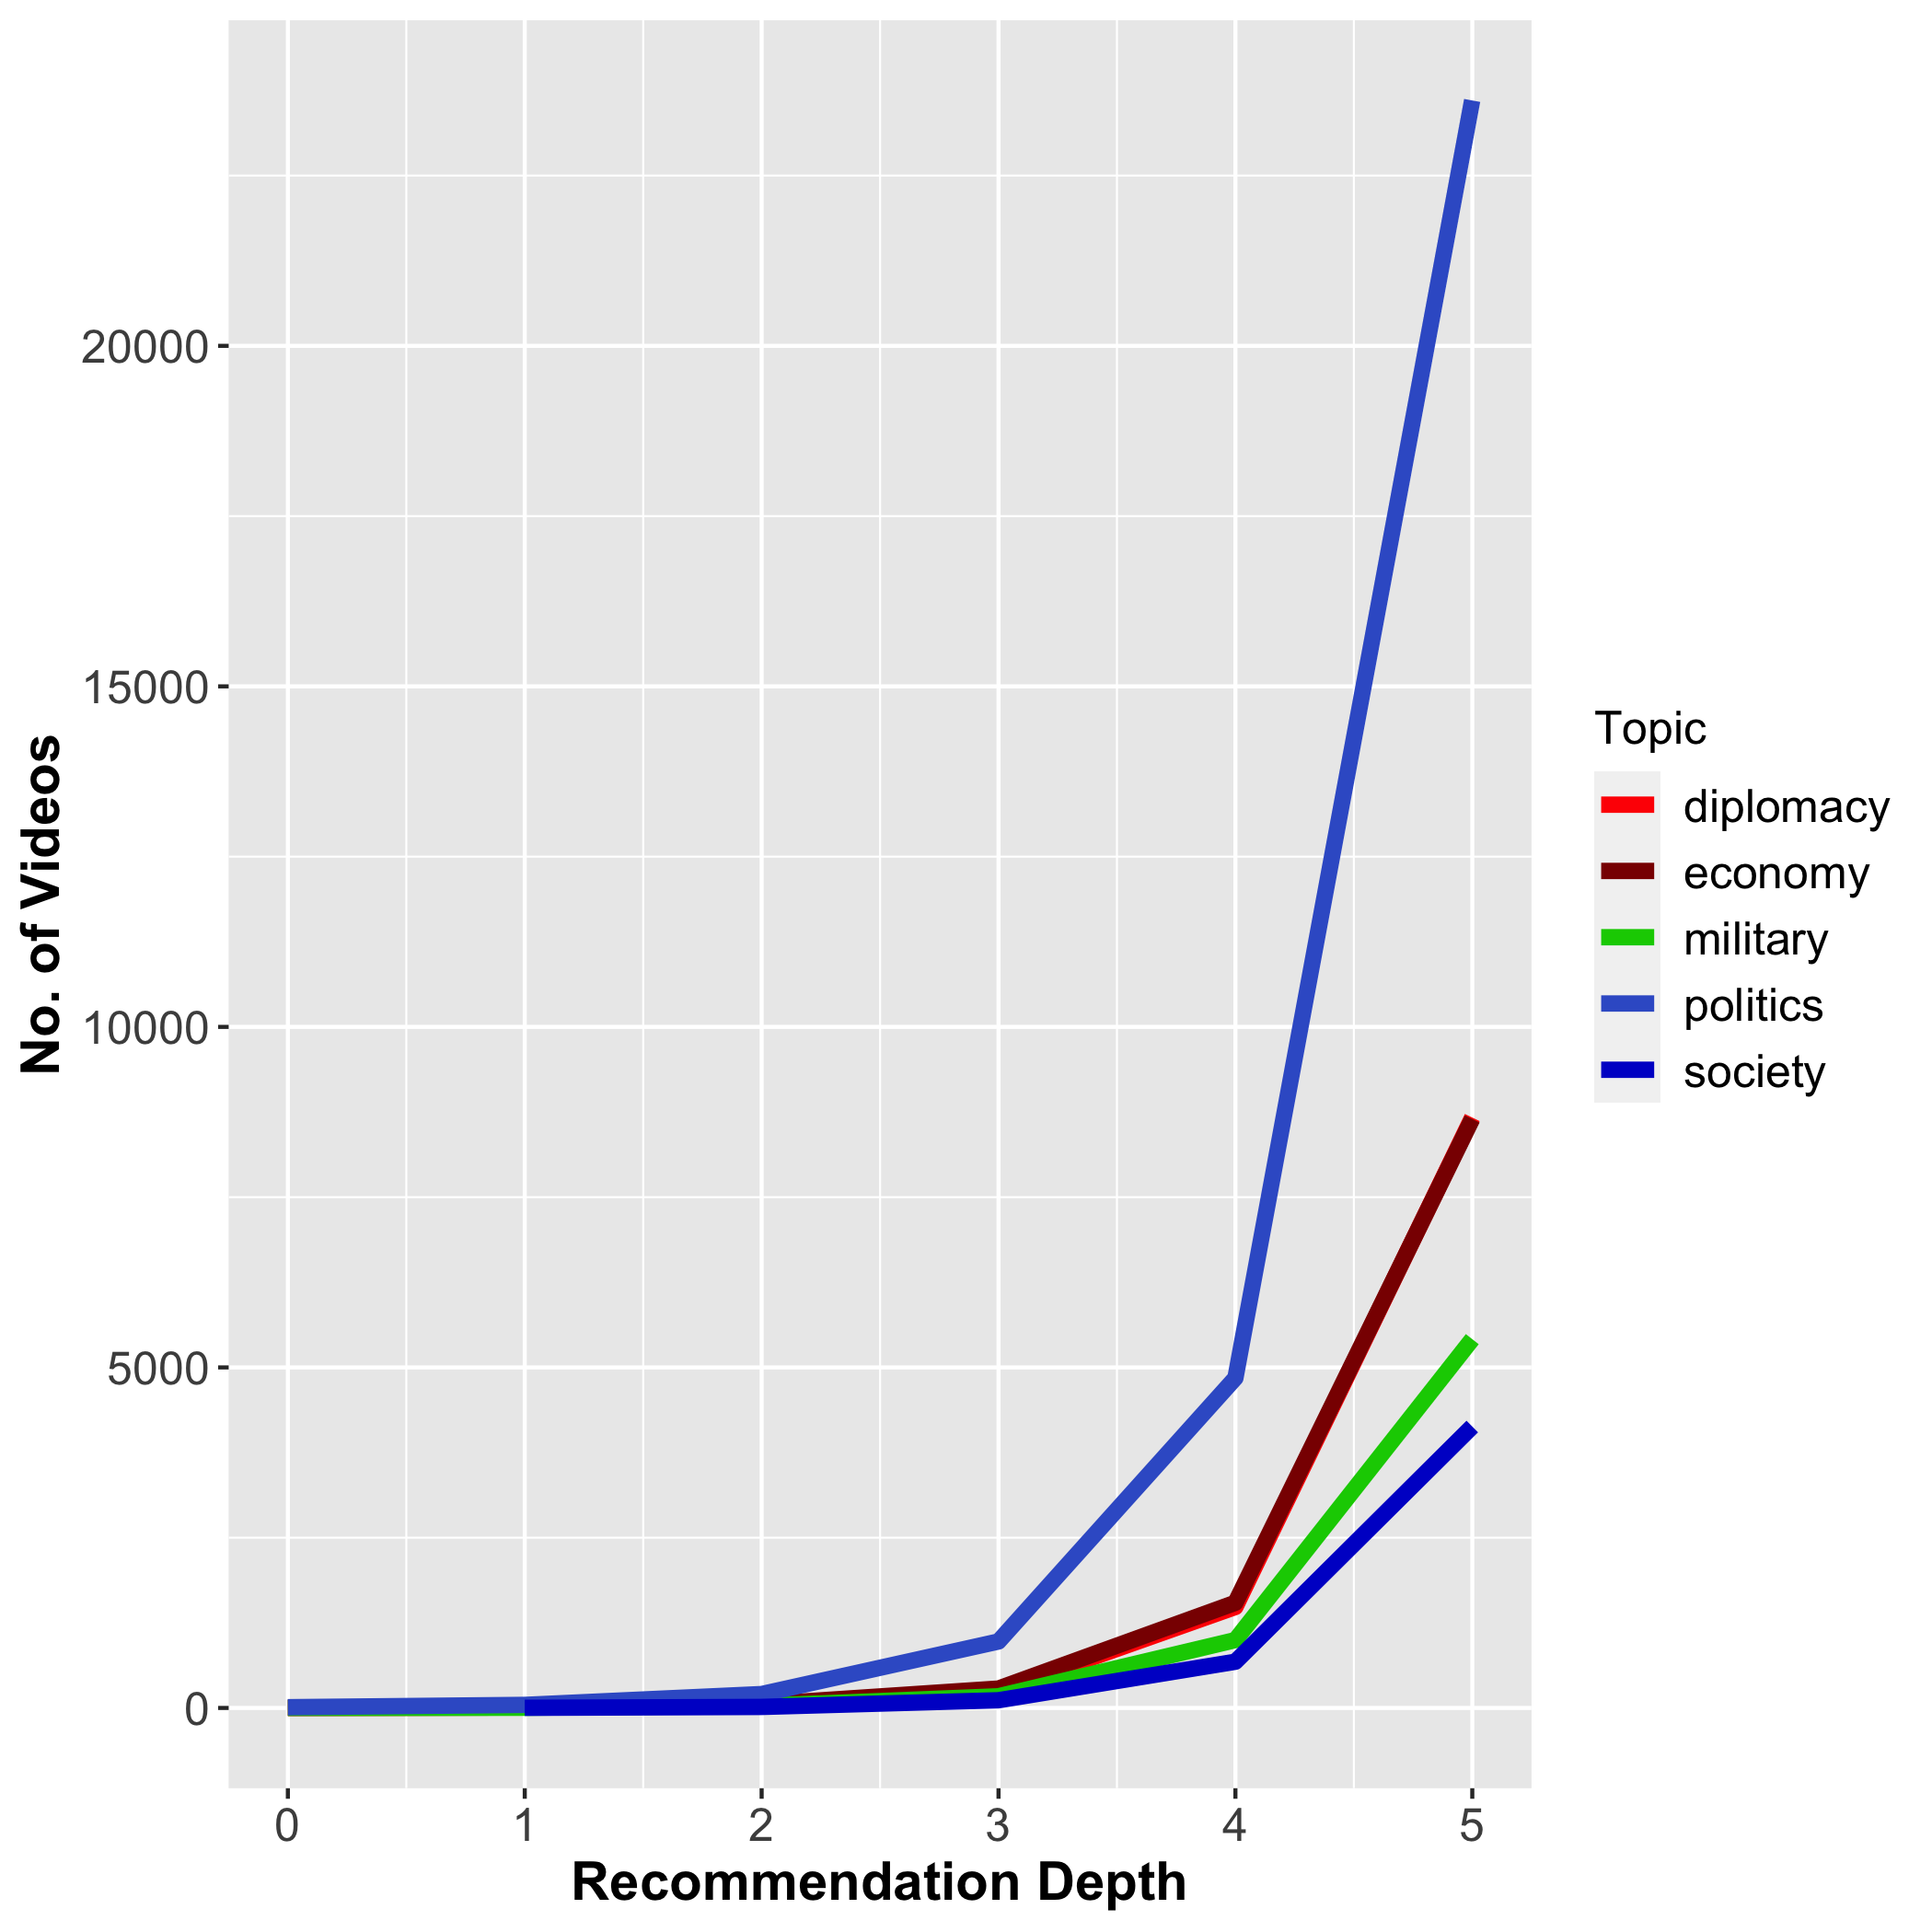 No. of Videos
20000
15000
10000
5000
0
0 1 2 3 4 5
Recommendation Depth
Topic
diplomacy
economy
military
politics
society